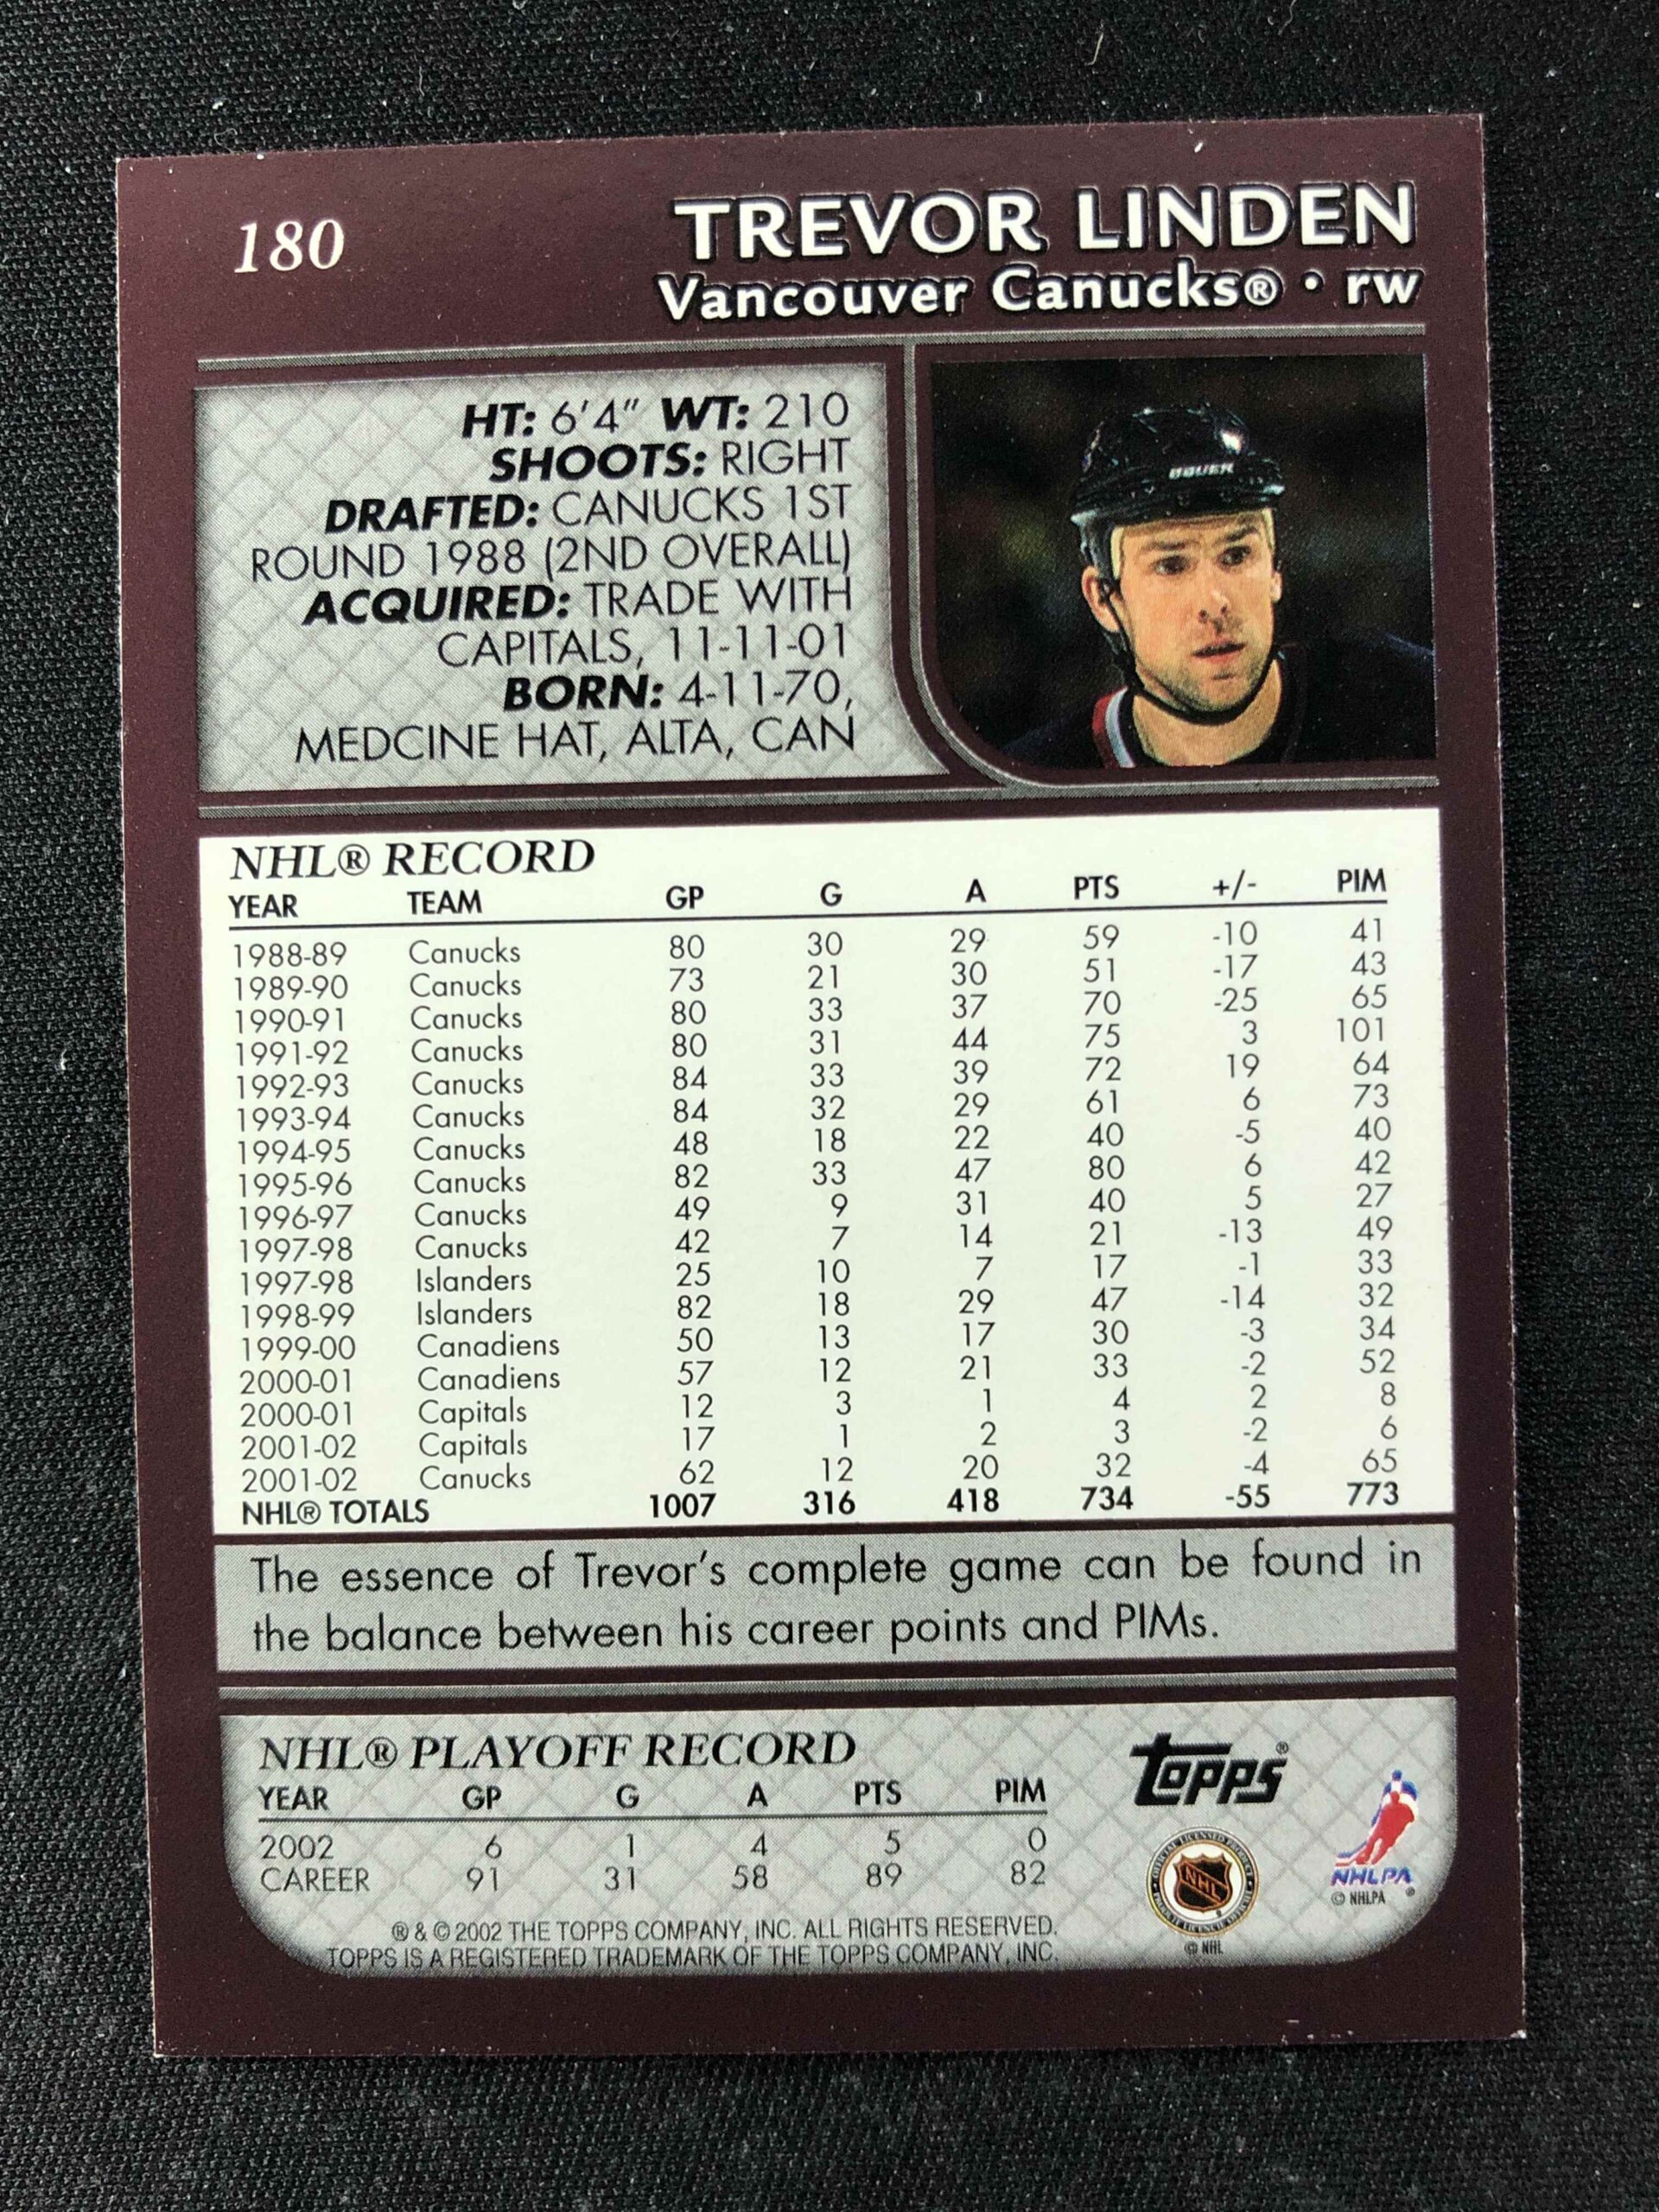 180
TREVOR LINDEN
Vancouver Canucks® • rw
HT: 6'4" WT: 210
SHOOTS: RIGHT
DRAFTED: CANUCKS 1ST
ROUND 1988 (2ND OVERALL)
ACQUIRED: TRADE WITH
CAPITALS, 11-11-01
BORN: 4-11-70,
MEDCINE HAT, ALTA, CAN
BAUER
NHL® RECORD
YEAR TEAM GP G A PTS +/- PIM
1988-89 Canucks 80 30 29 59 -10 41
1989-90 Canucks 73 21 30 51 -17 43
1990-91 Canucks 80 33 37 70 -25 65
1991-92 Canucks 80 31 44 75 3 101
1992-93 Canucks 84 33 39 72 19 64
1993-94 Canucks 84 32 29 61 6 73
1994-95 Canucks 48 18 22 40 -5 40
1995-96 Canucks 82 33 47 80 6 42
1996-97 Canucks 49 9 31 40 5 27
1997-98 Canucks 42 7 14 21 -13 49
1997-98 Islanders 25 10 7 17 -1 33
1998-99 Islanders 82 18 29 47 -14 32
1999-00 Canadiens 50 13 17 30 -3 34
2000-01 Canadiens 57 12 21 33 -2 52
2000-01 Capitals 12 3 1 4 2 8
2001-02 Capitals 17 1 2 3 -2 6
2001-02 Canucks 62 12 20 32 -4 65
NHL® TOTALS 1007 316 418 734 -55 773
The essence of Trevor's complete game can be found in
the balance between his career points and PIMs.
NHL® PLAYOFF RECORD
YEAR GP G A PTS PIM
2002 6 1 4 5 0
CAREER 91 31 58 89 82
® & © 2002 THE TOPPS COMPANY, INC. ALL RIGHTS RESERVED.
TOPPS IS A REGISTERED TRADEMARK OF THE TOPPS COMPANY, INC.
Topps®
NHL
© NHL
NHLPA
© NHLPA ®